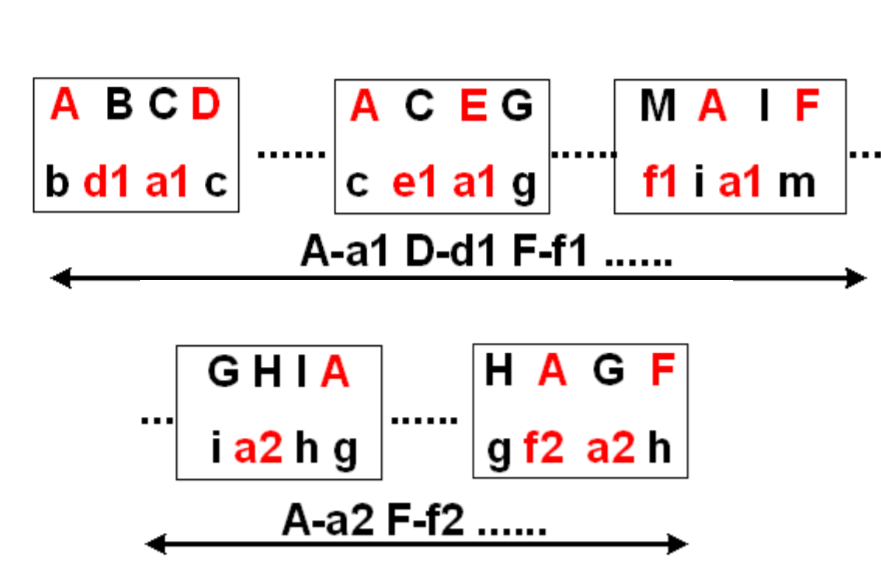 A B C D
b d1 a1 c
......
A C E G
c e1 a1 g
......
M A I F
f1 i a1 m
...
A-a1 D-d1 F-f1 ......
...
G H I A
i a2 h g
......
H A G F
g f2 a2 h
A-a2 F-f2 ......